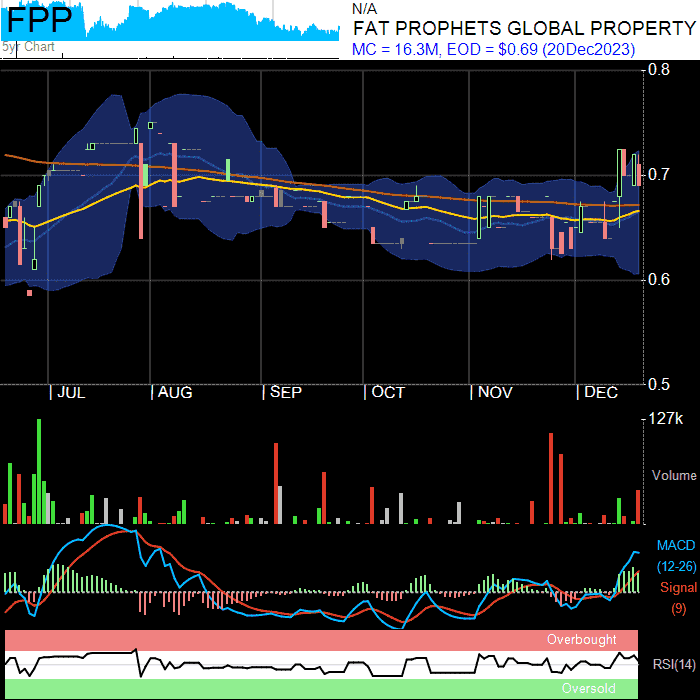 FPP
5yr Chart
N/A
FAT PROPHETS GLOBAL PROPERTY
MC = 16.3M, EOD = $0.69 (20Dec2023)
0.8
0.7
0.6
0.5
| JUL | AUG | SEP | OCT | NOV | DEC
127k
Volume
MACD
(12-26)
Signal
(9)
Overbought
RSI(14)
Oversold